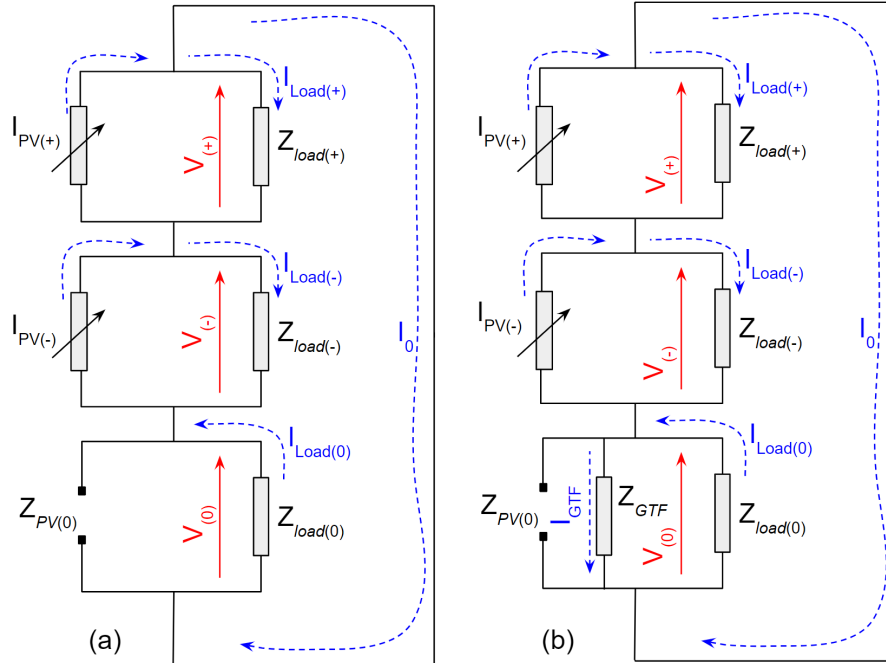 I_Load(+)
I_PV(+)
V_(+)
Z_load(+)
I_Load(-)
I_PV(-)
V_(-)
Z_load(-)
I_0
I_Load(0)
Z_PV(0)
V_(0)
Z_load(0)
(a)
I_Load(+)
I_PV(+)
V_(+)
Z_load(+)
I_Load(-)
I_PV(-)
V_(-)
Z_load(-)
I_0
I_Load(0)
Z_PV(0)
I_GTF
Z_GTF
V_(0)
Z_load(0)
(b)